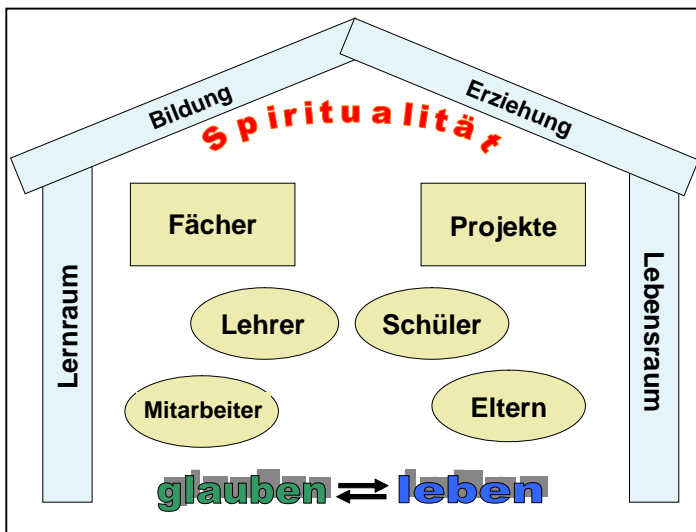 Bildung
Erziehung
Spiritualität
Fächer
Projekte
Lernraum
Lebensraum
Lehrer
Schüler
Mitarbeiter
Eltern
glauben leben